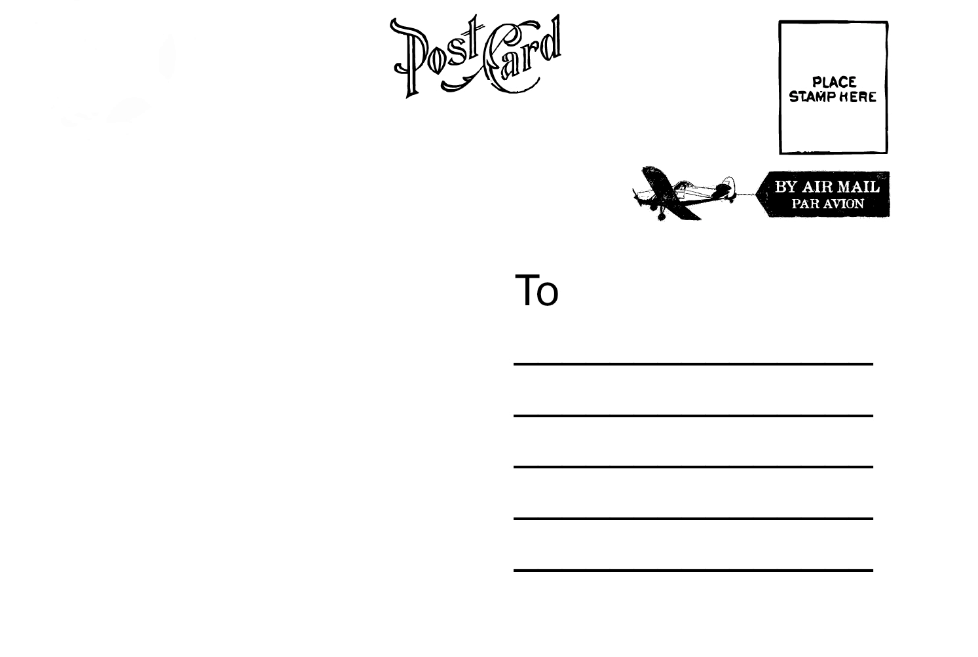 Post Card
PLACE
STAMP HERE
BY AIR MAIL
PAR AVION
To